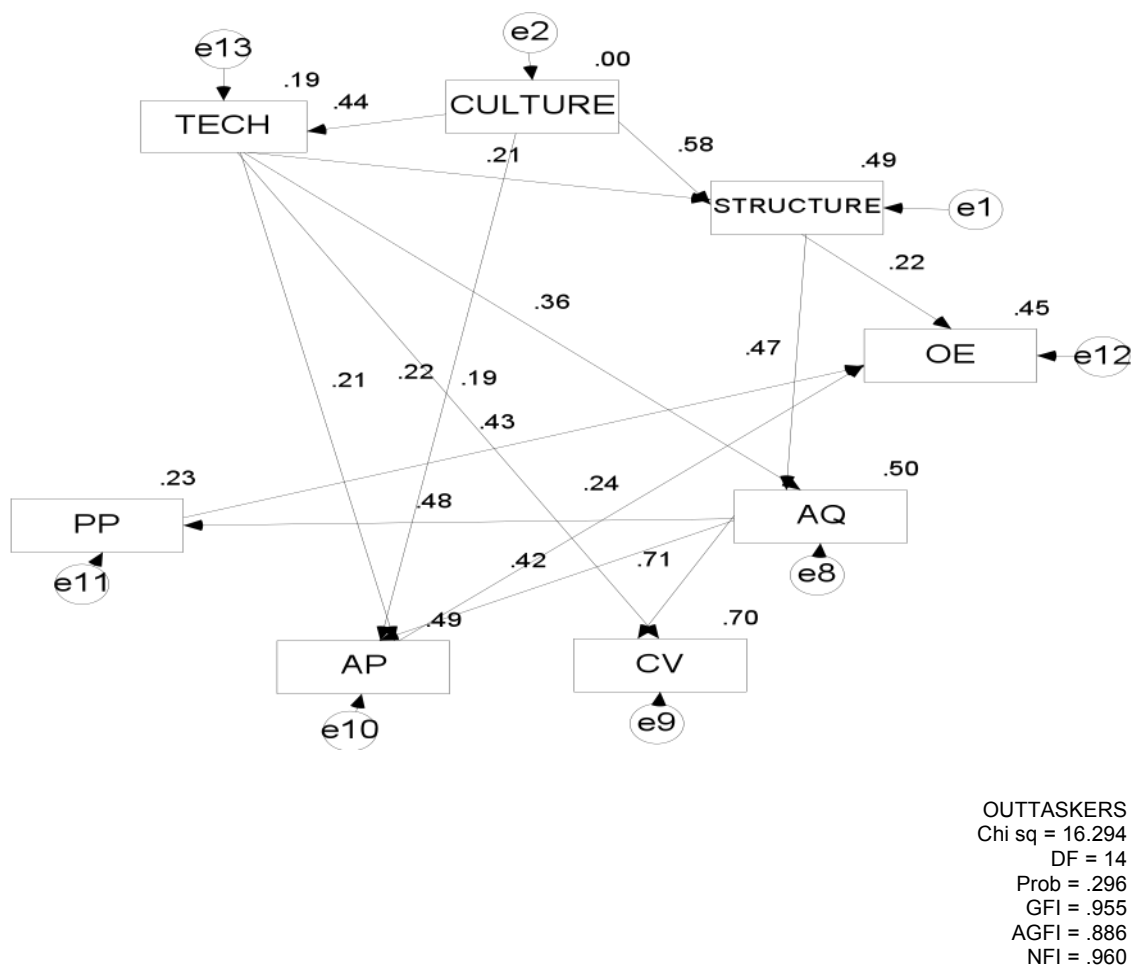 e2
e13
.00
.19
CULTURE
.44
TECH
.58
.21
.49
STRUCTURE
e1
.22
.36
.45
.47
OE
e12
.21
.22
.19
.43
.23
.24
.50
.48
PP
AQ
.42
.71
e11
e8
.49
.70
AP
CV
e10
e9
OUTTASKERS
Chi sq = 16.294
DF = 14
Prob = .296
GFI = .955
AGFI = .886
NFI = .960